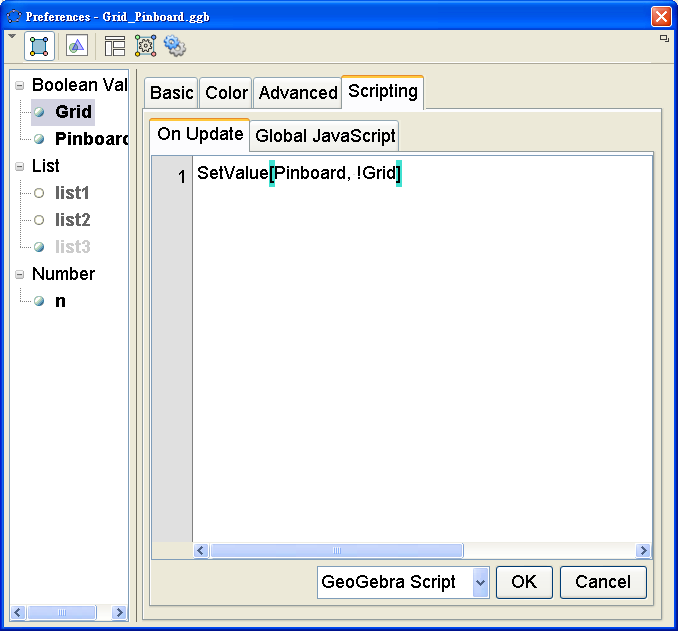 Preferences - Grid_Pinboard.ggb
Boolean Val
Grid
Pinboard
List
list1
list2
list3
Number
n
Basic Color Advanced Scripting
On Update Global JavaScript
1 SetValue[Pinboard, !Grid]
GeoGebra Script OK Cancel